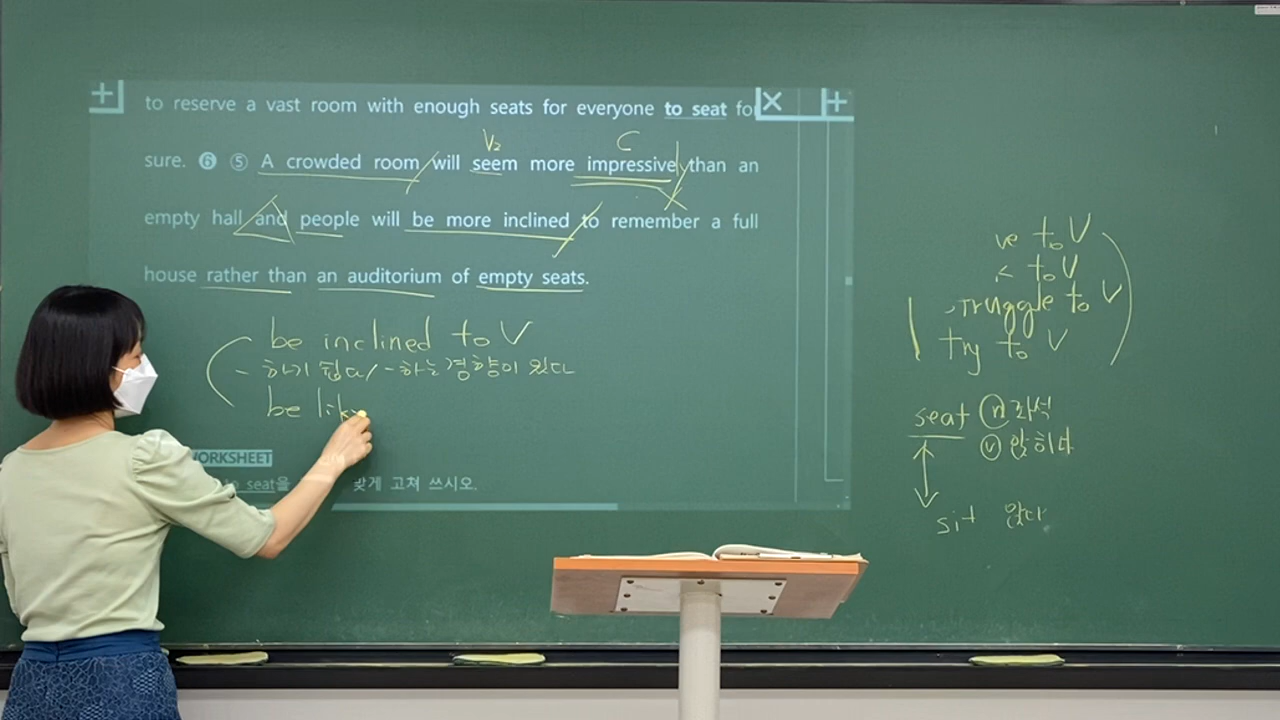 to reserve a vast room with enough seats for everyone to seat for
sure. ❻ ⑤ A crowded room will seem more impressive than an
empty hall and people will be more inclined to remember a full
house rather than an auditorium of empty seats.
V₂
C
be inclined to V
~ 하기 쉽다/ ~하는 경향이 있다
be lik
WORKSHEET
to seat을 맞게 고쳐 쓰시오.
ve to V
to V
truggle to V
try to V
seat ⓝ 좌석
ⓥ 앉히다
sit 앉다